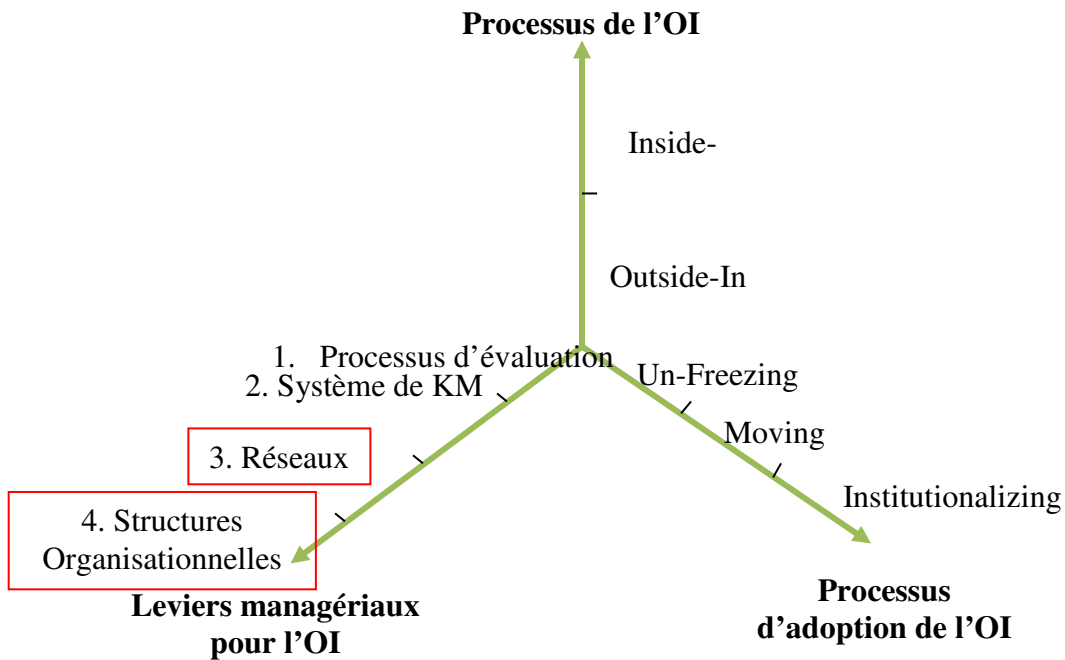 Processus de l’OI
Inside-
Outside-In
1. Processus d’évaluation
2. Système de KM
3. Réseaux
4. Structures
Organisationnelles
Leviers managériaux
pour l’OI
Un-Freezing
Moving
Institutionalizing
Processus
d’adoption de l’OI